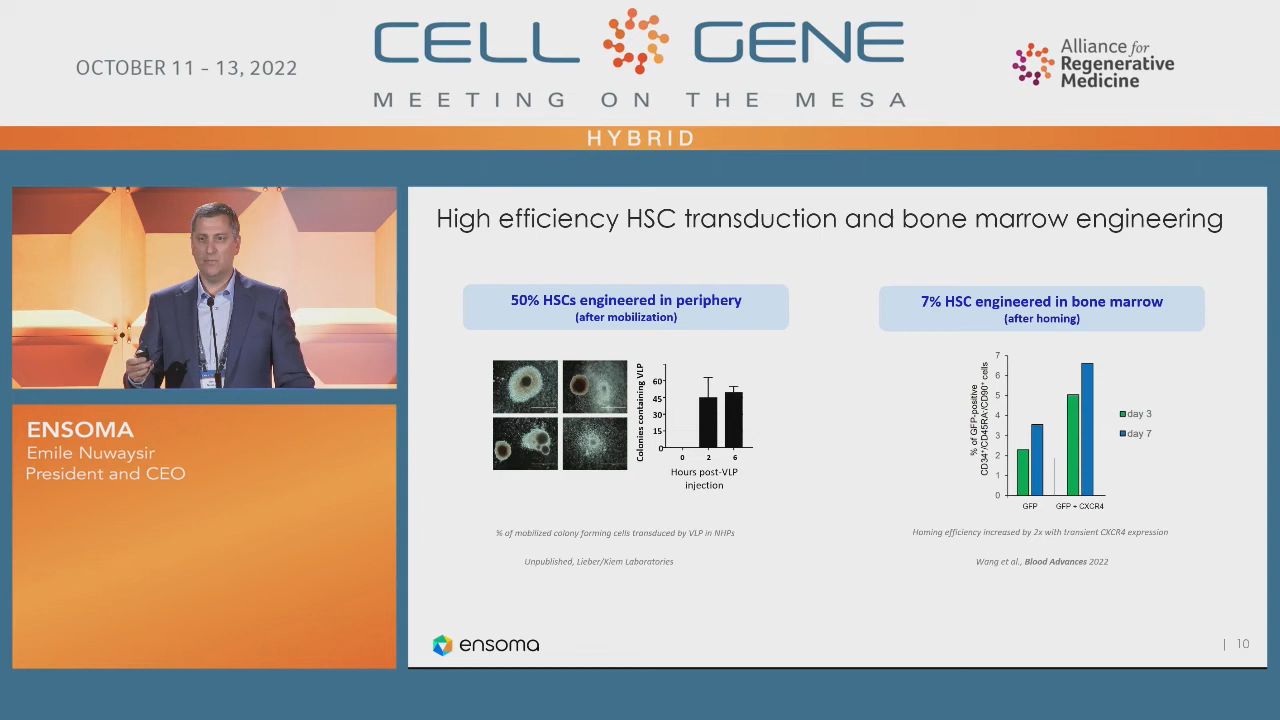 OCTOBER 11 - 13, 2022
CELL GENE
MEETING ON THE MESA
Alliance for
Regenerative
Medicine
HYBRID
ENSOMA
Emile Nuwaysir
President and CEO
High efficiency HSC transduction and bone marrow engineering
50% HSCs engineered in periphery
(after mobilization)
Colonies containing VLP
60
45
30
15
0
0 2 6
Hours post-VLP
injection
% of mobilized colony forming cells transduced by VLP in NHPs
Unpublished, Lieber/Kiem Laboratories
7% HSC engineered in bone marrow
(after homing)
% of GFP-positive
CD34⁺/CD45RA⁻/CD90⁺ cells
7
6
5
4
3
2
1
0
GFP GFP + CXCR4
day 3
day 7
Homing efficiency increased by 2x with transient CXCR4 expression
Wang et al., Blood Advances 2022
ensoma
| 10